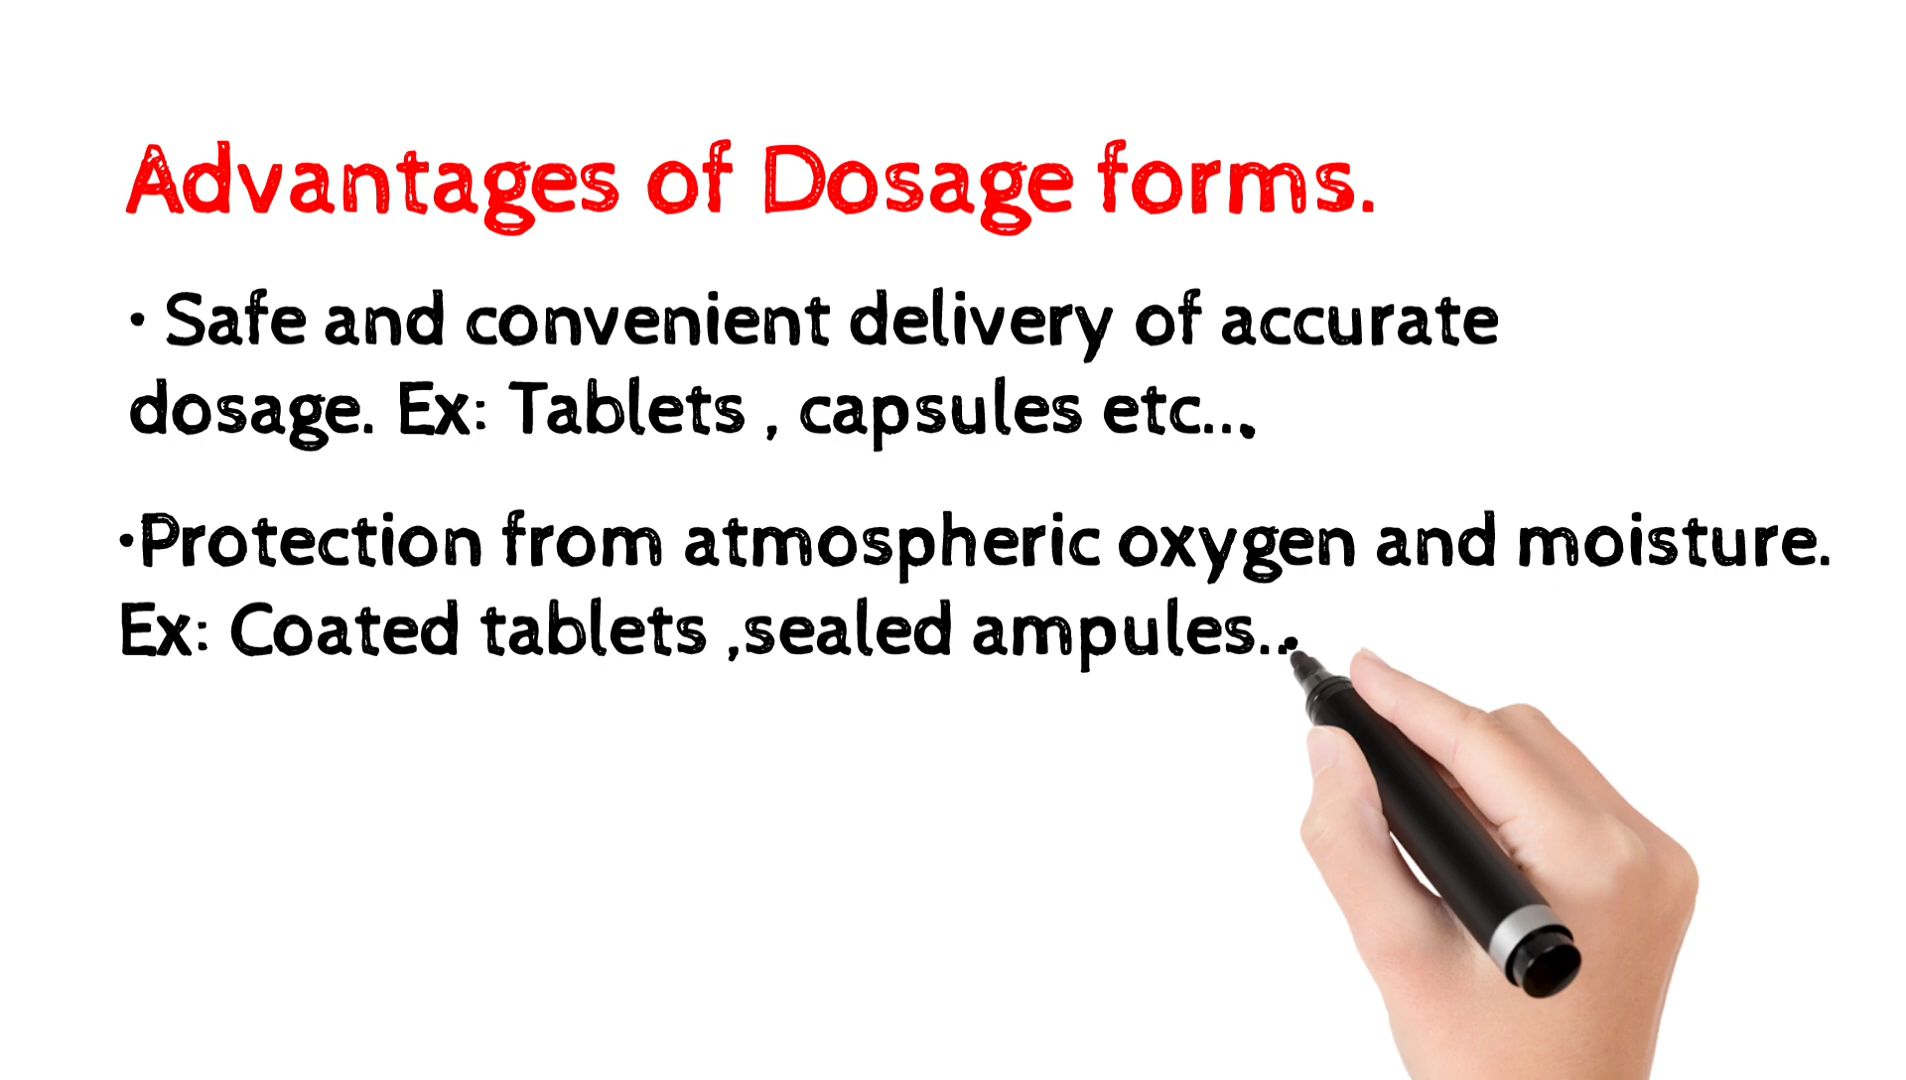 Advantages of Dosage forms.
• Safe and convenient delivery of accurate
dosage. Ex: Tablets , capsules etc...
•Protection from atmospheric oxygen and moisture.
Ex: Coated tablets ,sealed ampules...